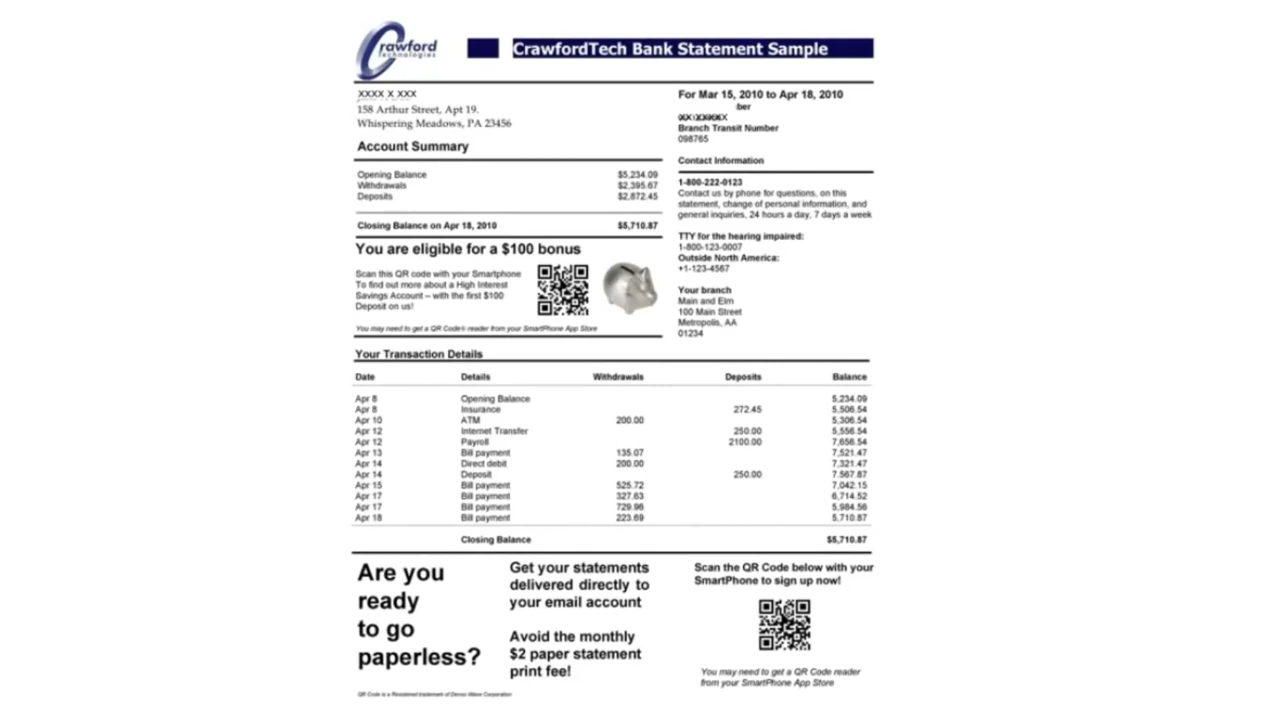 Crawford
Technologies
CrawfordTech Bank Statement Sample
XXXX X XXX
158 Arthur Street, Apt 19.
Whispering Meadows, PA 23456
For Mar 15, 2010 to Apr 18, 2010
ber
Branch Transit Number
098765
Account Summary
Opening Balance $5,234.09
Withdrawals $2,395.67
Deposits $2,872.45
Closing Balance on Apr 18, 2010 $5,710.87
Contact Information
1-800-222-0123
Contact us by phone for questions, on this
statement, change of personal information, and
general inquiries, 24 hours a day, 7 days a week
TTY for the hearing impaired:
1-800-123-0007
Outside North America:
+1-123-4567
Your branch
Main and Elm
100 Main Street
Metropolis, AA
01234
You are eligible for a $100 bonus
Scan this QR code with your Smartphone
To find out more about a High Interest
Savings Account – with the first $100
Deposit on us!
You may need to get a QR Code® reader from your SmartPhone App Store
Your Transaction Details
Date Details Withdrawals Deposits Balance
Apr 8 Opening Balance 5,234.09
Apr 8 Insurance 272.45 5,506.54
Apr 10 ATM 200.00 5,306.54
Apr 12 Internet Transfer 250.00 5,556.54
Apr 12 Payroll 2100.00 7,656.54
Apr 13 Bill payment 135.07 7,521.47
Apr 14 Direct debit 200.00 7,321.47
Apr 14 Deposit 250.00 7.567.87
Apr 15 Bill payment 525.72 7,042.15
Apr 17 Bill payment 327.63 6,714.52
Apr 17 Bill payment 729.96 5,984.56
Apr 18 Bill payment 223.69 5,710.87
Closing Balance $5,710.87
Are you
ready
to go
paperless?
Get your statements
delivered directly to
your email account
Avoid the monthly
$2 paper statement
print fee!
Scan the QR Code below with your
SmartPhone to sign up now!
You may need to get a QR Code reader
from your SmartPhone App Store
QR Code is a Registered trademark of Denso Wave Corporation